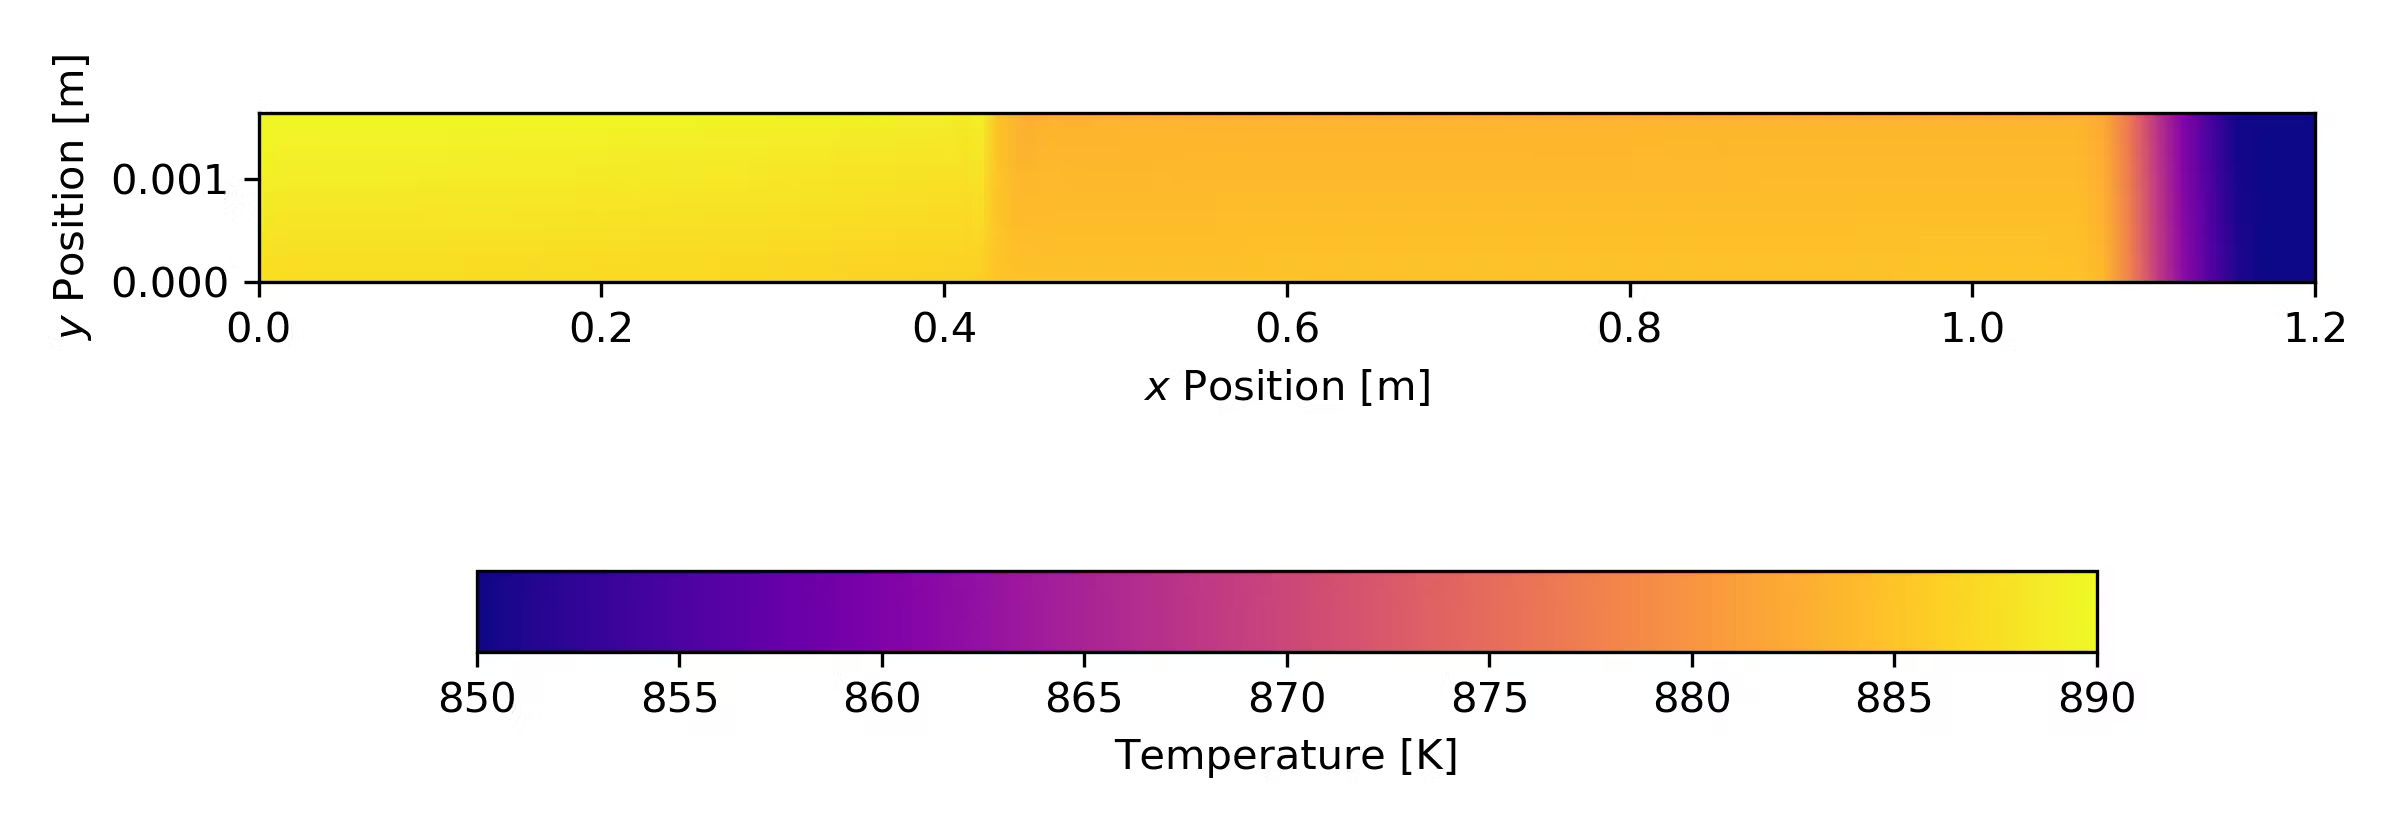 y Position [m]
0.001
0.000
0.0 0.2 0.4 0.6 0.8 1.0 1.2
x Position [m]
850 855 860 865 870 875 880 885 890
Temperature [K]